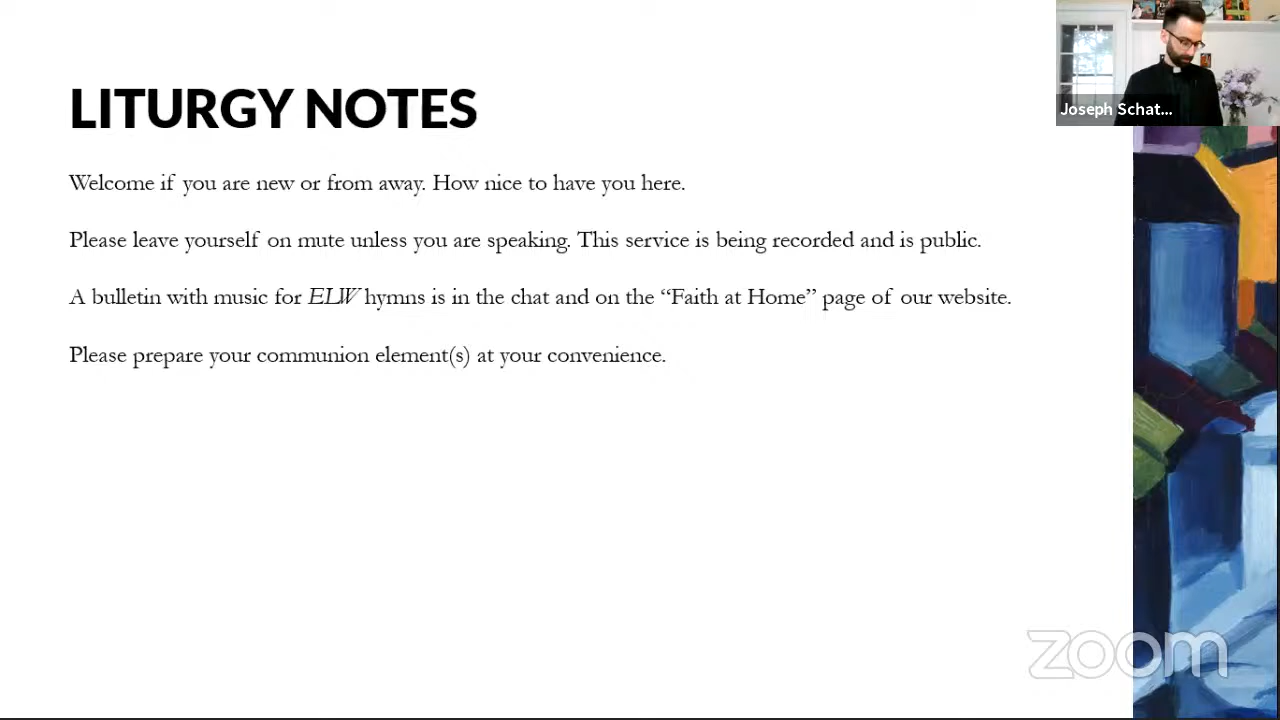 LITURGY NOTES
Joseph Schat...
Welcome if you are new or from away. How nice to have you here.
Please leave yourself on mute unless you are speaking. This service is being recorded and is public.
A bulletin with music for ELW hymns is in the chat and on the “Faith at Home” page of our website.
Please prepare your communion element(s) at your convenience.
zoom